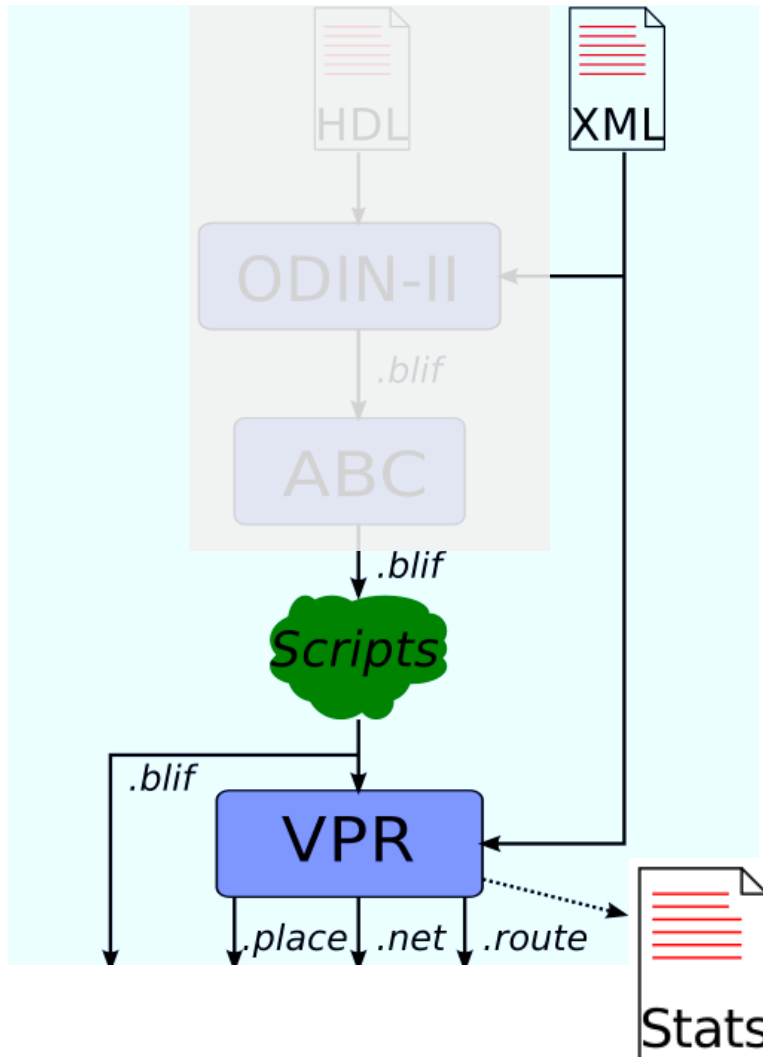 HDL
XML
ODIN-II
.blif
ABC
.blif
Scripts
.blif
VPR
.place
.net
.route
Stats